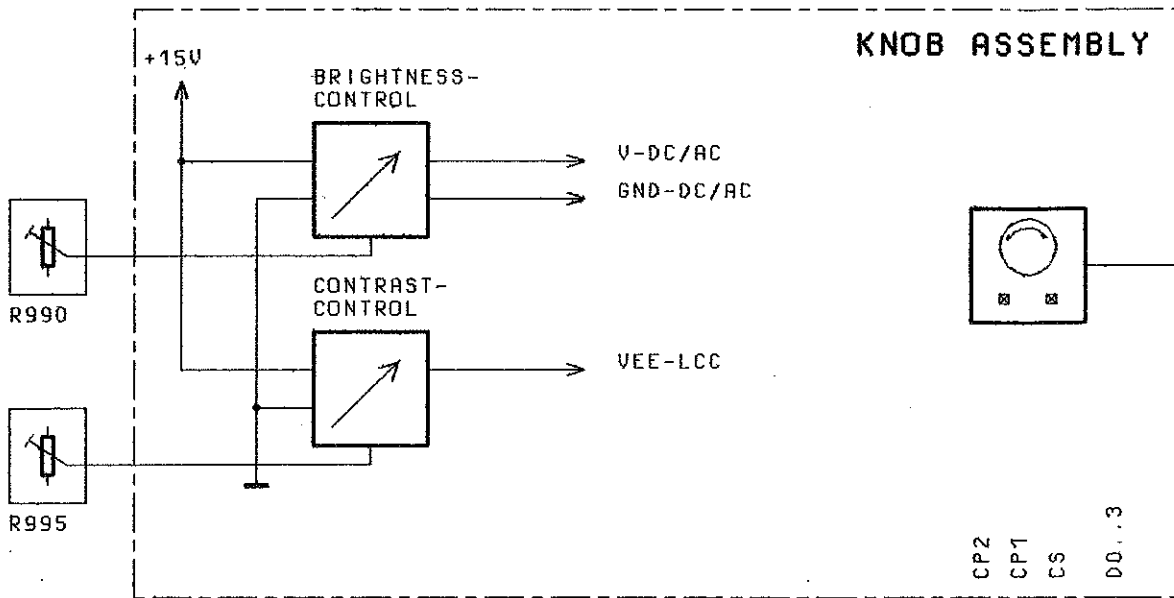 KNOB ASSEMBLY
+15V
BRIGHTNESS-
CONTROL
V-DC/AC
GND-DC/AC
R990
CONTRAST-
CONTROL
VEE-LCC
R995
CP2
CP1
CS
D0..3